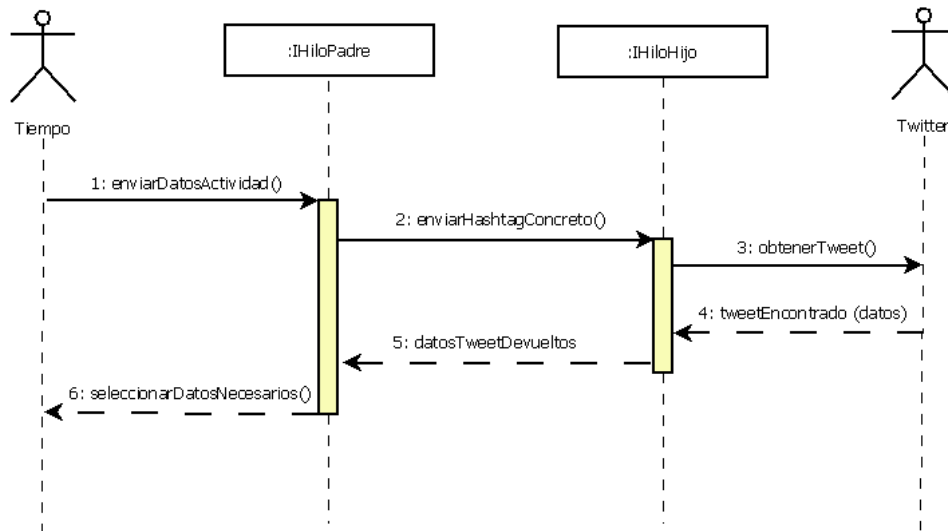 :IHiloPadre
:IHiloHijo
Tiempo
Twitter
1: enviarDatosActividad()
2: enviarHashtagConcreto()
3: obtenerTweet()
4: tweetEncontrado (datos)
5: datosTweetDevueltos
6: seleccionarDatosNecesarios()